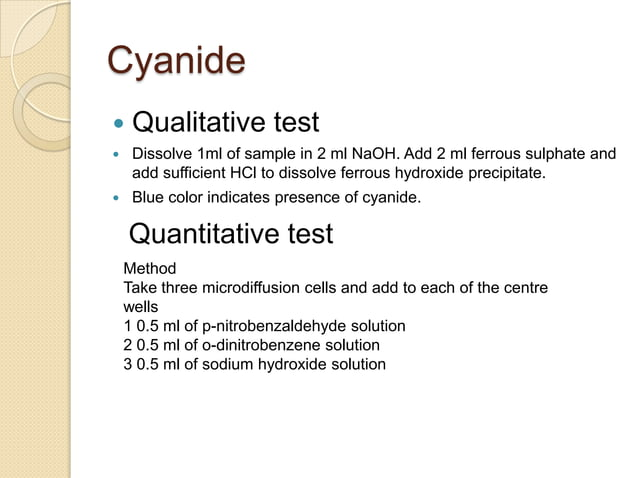 Cyanide
Qualitative test
Dissolve 1ml of sample in 2 ml NaOH. Add 2 ml ferrous sulphate and
add sufficient HCl to dissolve ferrous hydroxide precipitate.
Blue color indicates presence of cyanide.
Quantitative test
Method
Take three microdiffusion cells and add to each of the centre
wells
1 0.5 ml of p-nitrobenzaldehyde solution
2 0.5 ml of o-dinitrobenzene solution
3 0.5 ml of sodium hydroxide solution